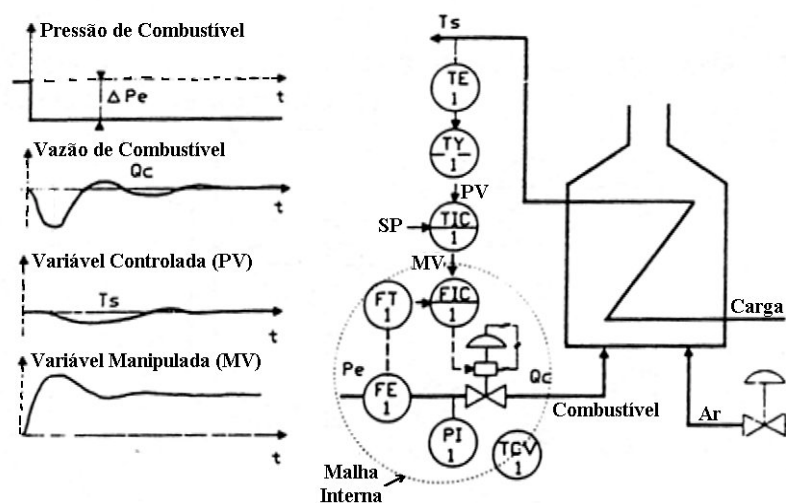 Pressão de Combustível
t
Δ Pe
Vazão de Combustível
Qc
t
Variável Controlada (PV)
Ts
t
Variável Manipulada (MV)
t
Ts
TE
1
TY
1
PV
SP
TIC
1
MV
FT
1
FIC
1
Pe
FE
1
Qc
PI
1
TCV
1
Malha
Interna
Combustível
Ar
Carga